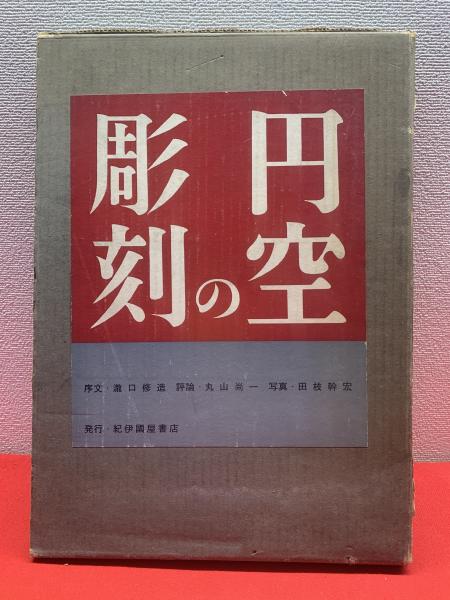 円空の
彫刻
序文・瀧口修造 評論・丸山尚一 写真・田枝幹宏
発行・紀伊國屋書店